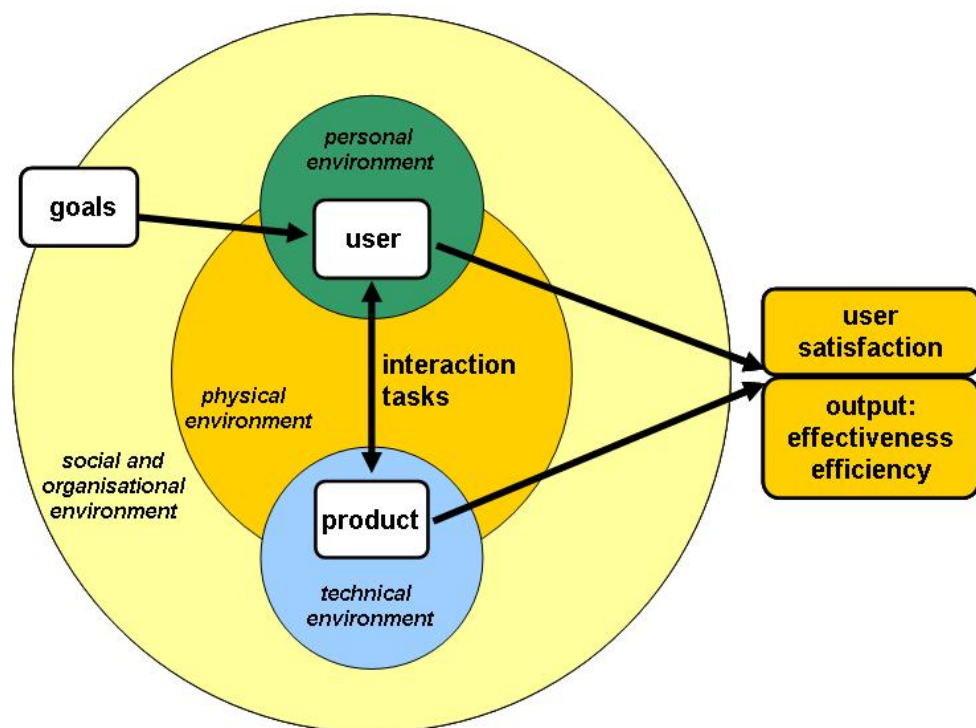 personal
environment
goals
user
interaction
tasks
physical
environment
social and
organisational
environment
product
technical
environment
user
satisfaction
output:
effectiveness
efficiency